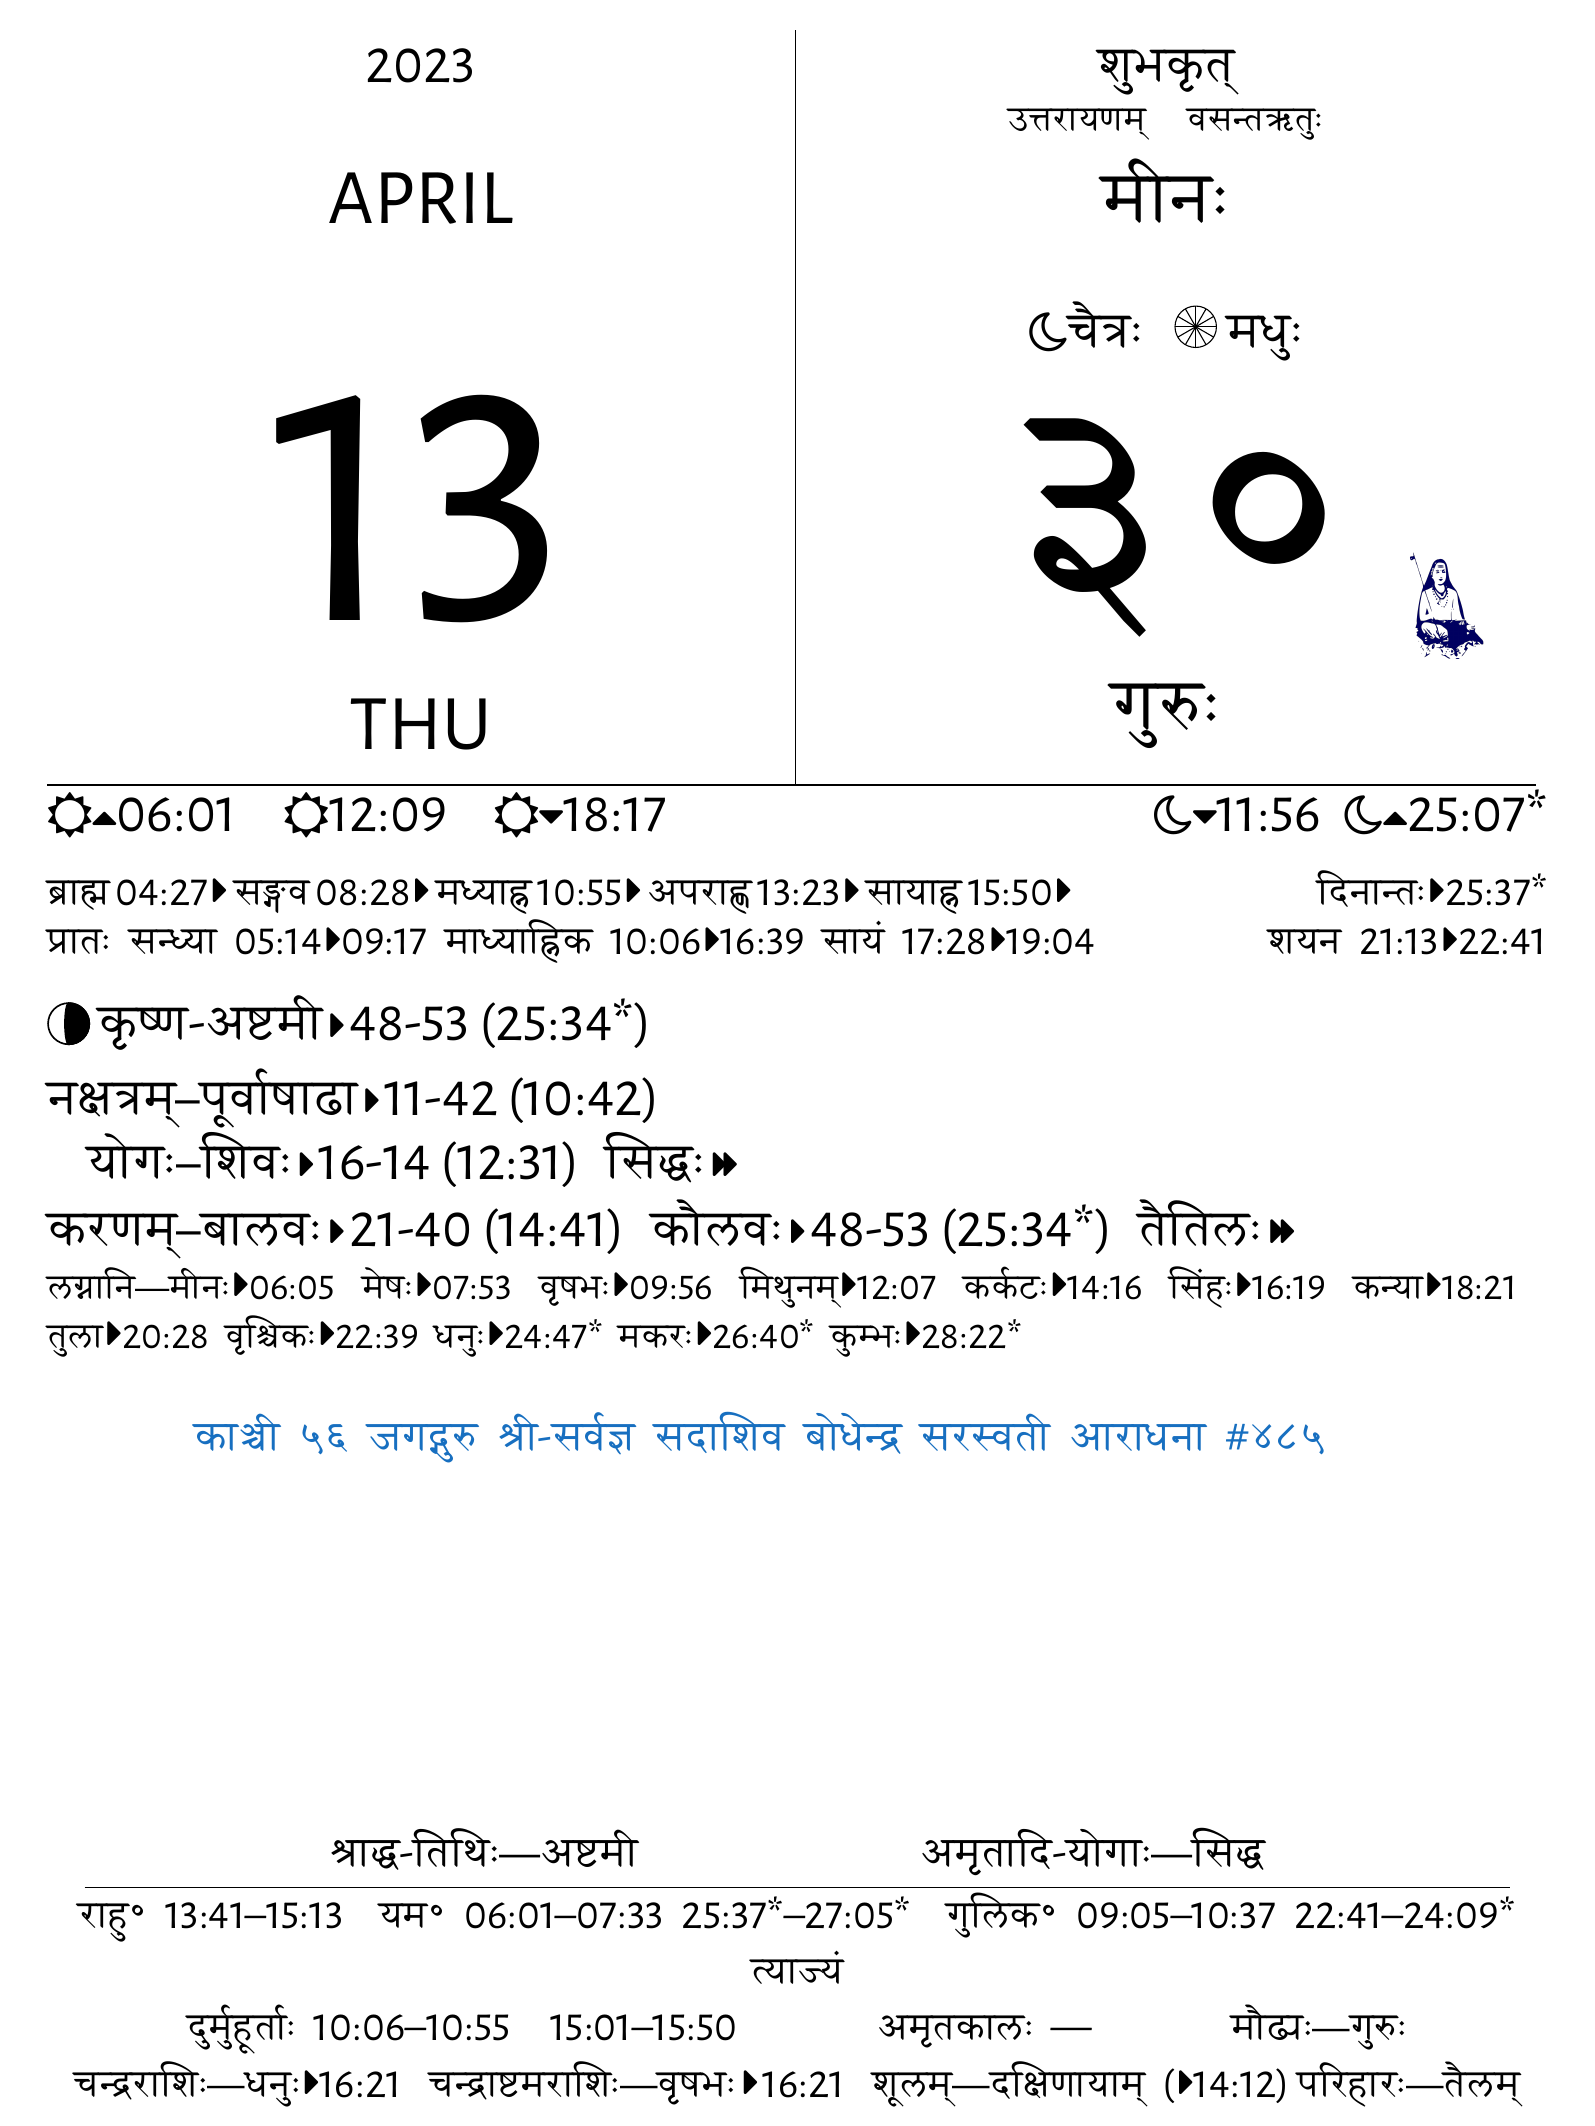 2023
APRIL
13
THU
शुभकृत्
उत्तरायणम् वसन्तऋतुः
मीनः
चैत्रः मधुः
३०
गुरुः
06:01 12:09 18:17 11:56 25:07*
ब्राह्म 04:27 सङ्गव 08:28 मध्याह्न 10:55 अपराह्ण 13:23 सायाह्न 15:50 दिनान्तः 25:37*
प्रातः सन्ध्या 05:14 09:17 माध्याह्निक 10:06 16:39 सायं 17:28 19:04 शयन 21:13 22:41
कृष्ण-अष्टमी 48-53 (25:34*)
नक्षत्रम्–पूर्वाषाढा 11-42 (10:42)
योगः–शिवः 16-14 (12:31) सिद्धः
करणम्–बालवः 21-40 (14:41) कौलवः 48-53 (25:34*) तैतिलः
लग्नानि—मीनः 06:05 मेषः 07:53 वृषभः 09:56 मिथुनम् 12:07 कर्कटः 14:16 सिंहः 16:19 कन्या 18:21
तुला 20:28 वृश्चिकः 22:39 धनुः 24:47* मकरः 26:40* कुम्भः 28:22*
काञ्ची ५६ जगद्गुरु श्री-सर्वज्ञ सदाशिव बोधेन्द्र सरस्वती आराधना #४८५
श्राद्ध-तिथिः—अष्टमी अमृतादि-योगाः—सिद्ध
राहु॰ 13:41–15:13 यम॰ 06:01–07:33 25:37*–27:05* गुलिक॰ 09:05–10:37 22:41–24:09*
त्याज्यं
दुर्मुहूर्ताः 10:06–10:55 15:01–15:50 अमृतकालः — मौढ्यः—गुरुः
चन्द्रराशिः—धनुः 16:21 चन्द्राष्टमराशिः—वृषभः 16:21 शूलम्—दक्षिणायाम् (14:12) परिहारः—तैलम्